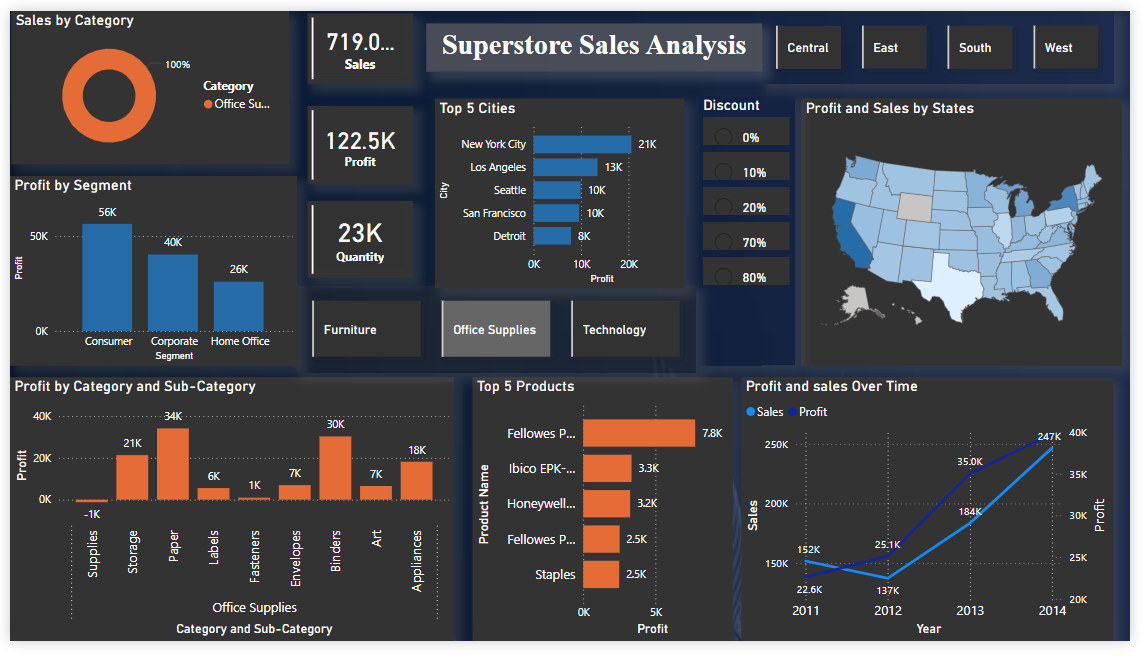 Sales by Category
100%
Category
Office Su...
719.0...
Sales
Superstore Sales Analysis
Central
East
South
West
122.5K
Profit
23K
Quantity
Top 5 Cities
City
New York City
21K
Los Angeles
13K
Seattle
10K
San Francisco
10K
Detroit
8K
0K
10K
20K
Profit
Discount
0%
10%
20%
70%
80%
Profit and Sales by States
Profit by Segment
Profit
50K
0K
56K
40K
26K
Consumer
Corporate
Home Office
Segment
Furniture
Office Supplies
Technology
Profit by Category and Sub-Category
Profit
40K
20K
0K
-1K
21K
34K
6K
1K
7K
30K
7K
18K
Supplies
Storage
Paper
Labels
Fasteners
Envelopes
Binders
Art
Appliances
Office Supplies
Category and Sub-Category
Top 5 Products
Product Name
Fellowes P...
7.8K
Ibico EPK-...
3.3K
Honeywell...
3.2K
Fellowes P...
2.5K
Staples
2.5K
0K
5K
Profit
Profit and sales Over Time
Sales
Profit
Sales
250K
200K
150K
152K
137K
184K
247K
22.6K
25.1K
35.0K
40K
35K
30K
25K
20K
Profit
2011
2012
2013
2014
Year